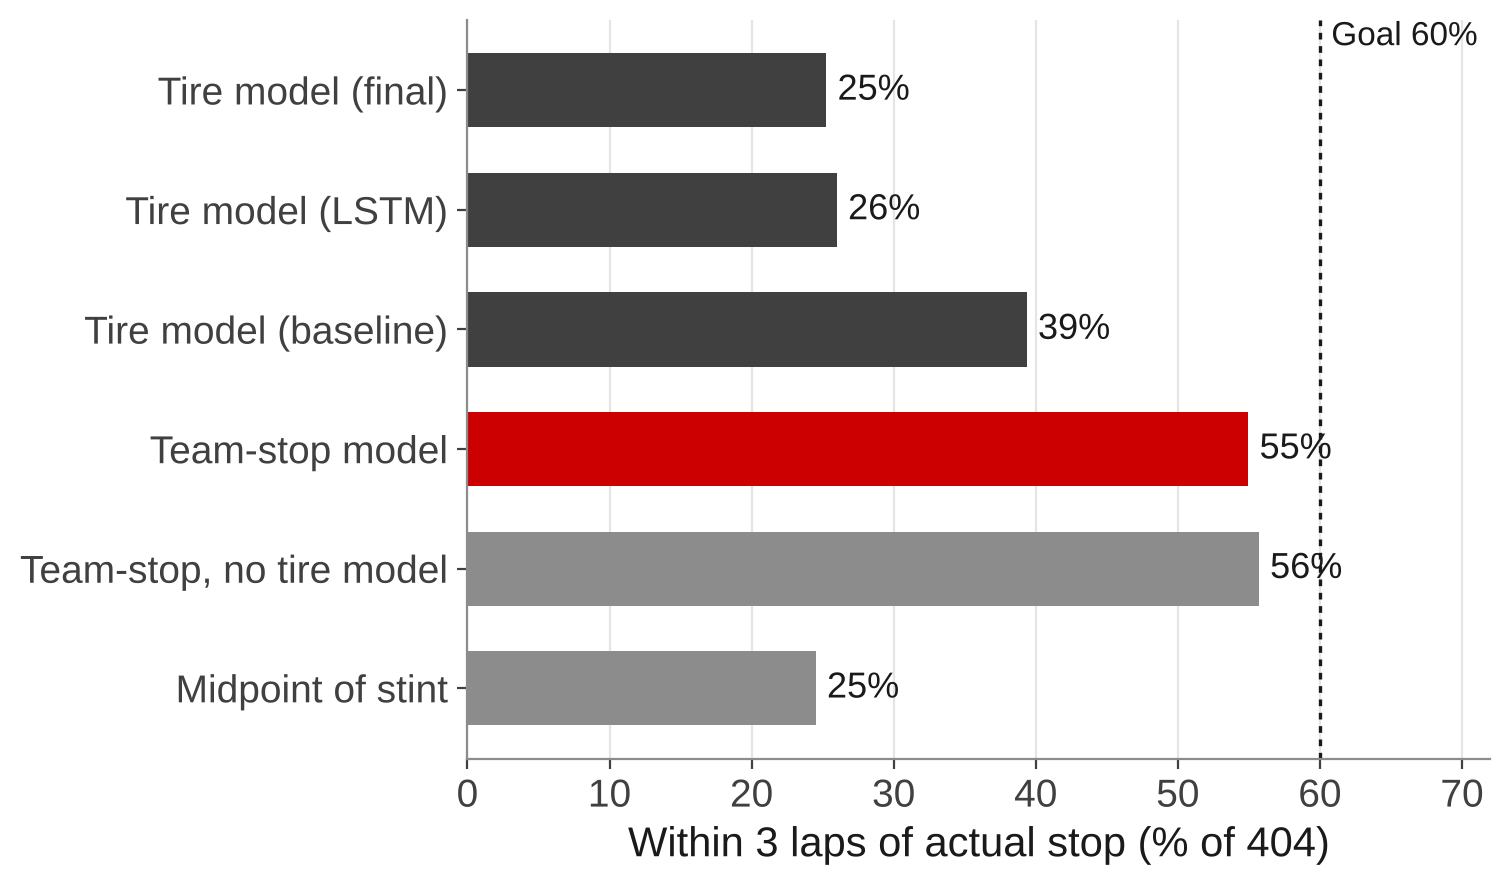 Goal 60%
Tire model (final)
25%
Tire model (LSTM)
26%
Tire model (baseline)
39%
Team-stop model
55%
Team-stop, no tire model
56%
Midpoint of stint
25%
0 10 20 30 40 50 60 70
Within 3 laps of actual stop (% of 404)